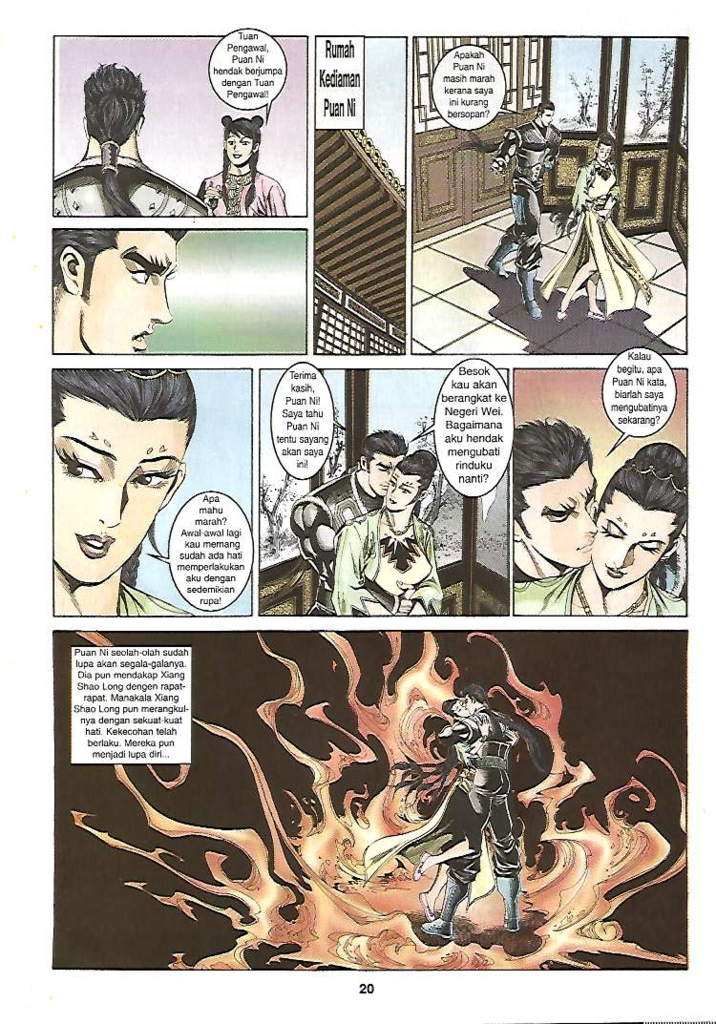 Tuan
Pengawal,
Puan Ni
hendak berjumpa
dengan Tuan
Pengawal!
Rumah
Kediaman
Puan Ni
Apakah
Puan Ni
masih marah
kerana saya
ini kurang
bersopan?
Apa
mahu
marah?
Awal-awal lagi
kau memang
sudah ada hati
memperlakukan
aku dengan
sedemikian
rupa!
Terima
kasih,
Puan Ni!
Saya tahu
Puan Ni
tentu sayang
akan saya
ini!
Besok
kau akan
berangkat ke
Negeri Wei.
Bagaimana
aku hendak
mengubati
rinduku
nanti?
Kalau
begitu, apa
Puan Ni kata,
biarlah saya
mengubatinya
sekarang?
Puan Ni seolah-olah sudah
lupa akan segala-galanya.
Dia pun mendakap Xiang
Shao Long dengen rapat-
rapat. Manakala Xiang
Shao Long pun merangkul-
nya dengan sekuat-kuat
hati. Kekecohan telah
berlaku. Mereka pun
menjadi lupa diri...
20